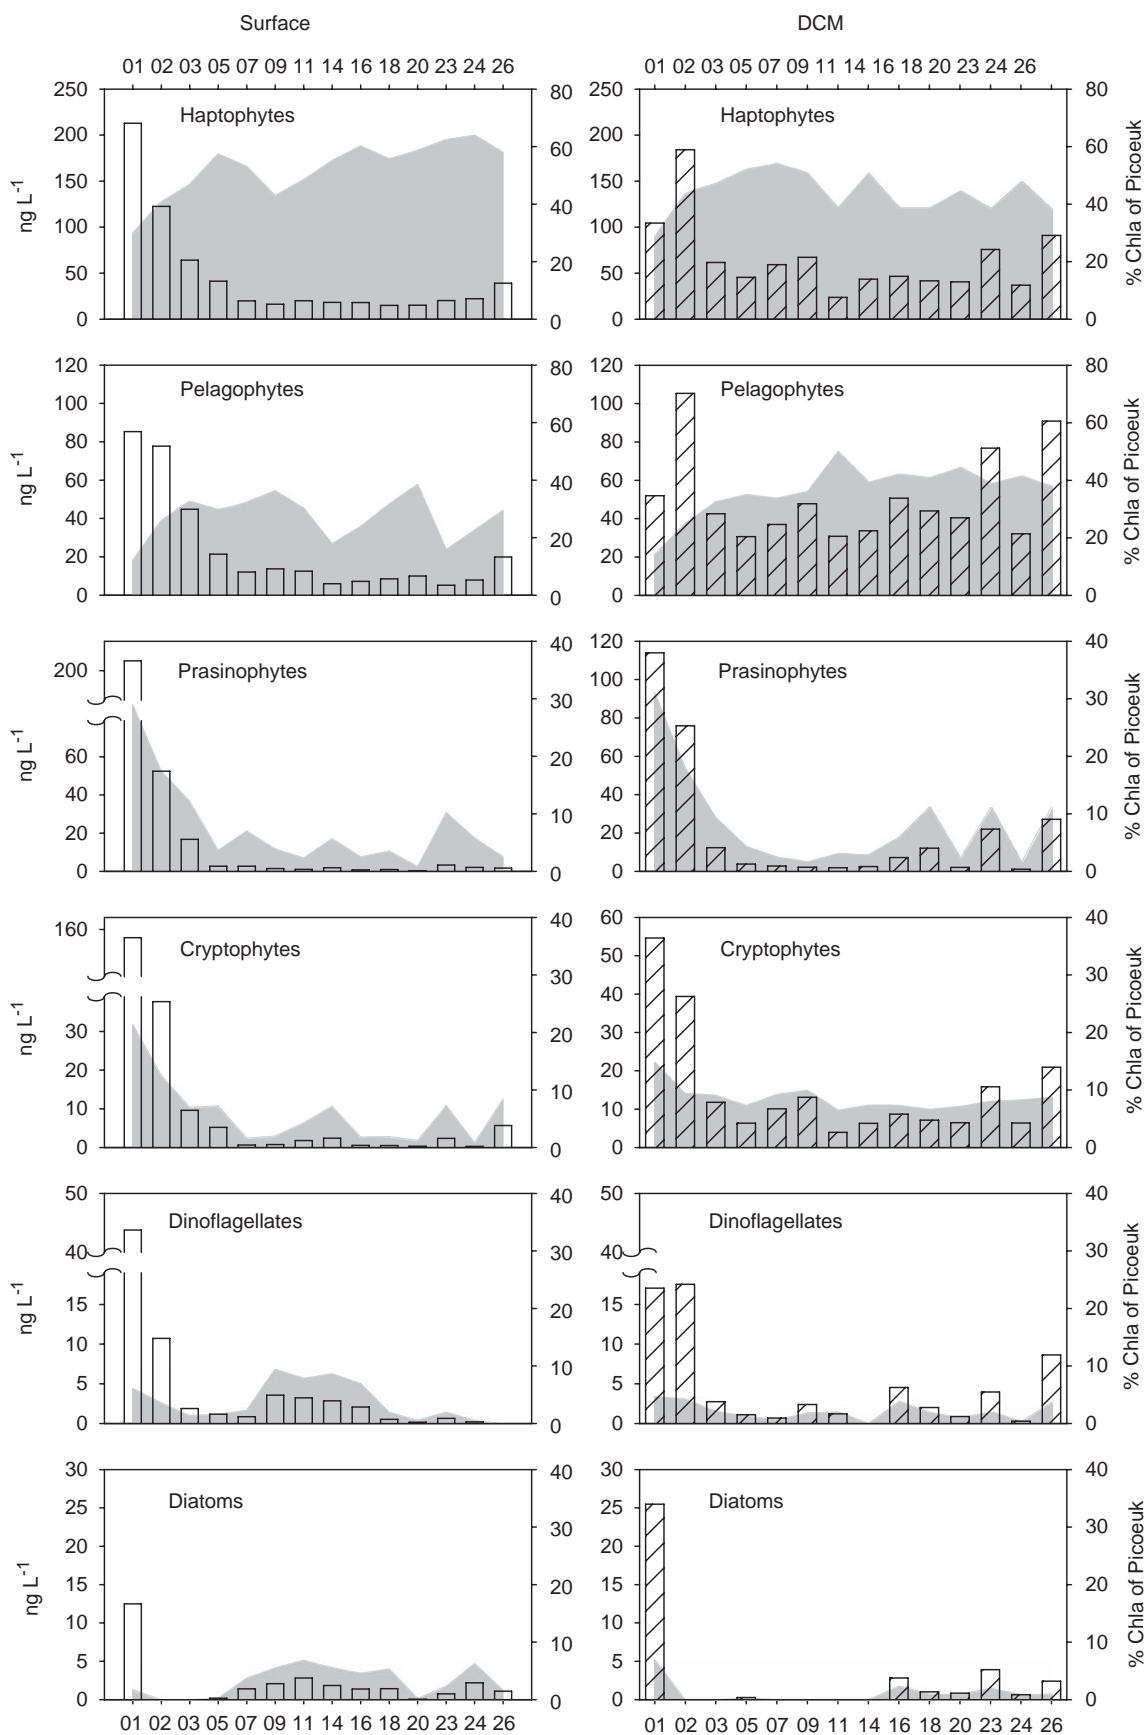 Surface
DCM
01 02 03 05 07 09 11 14 16 18 20 23 24 26
01 02 03 05 07 09 11 14 16 18 20 23 24 26
250 200 150 100 50 0
ng L-1
Haptophytes
80 60 40 20 0
250 200 150 100 50 0
Haptophytes
80 60 40 20 0
% Chla of Picoeuk
120 100 80 60 40 20 0
ng L-1
Pelagophytes
80 60 40 20 0
120 100 80 60 40 20 0
Pelagophytes
80 60 40 20 0
% Chla of Picoeuk
200 60 40 20 0
ng L-1
Prasinophytes
40 30 20 10 0
120 100 80 60 40 20 0
Prasinophytes
40 30 20 10 0
% Chla of Picoeuk
160 30 20 10 0
ng L-1
Cryptophytes
40 30 20 10 0
60 50 40 30 20 10 0
Cryptophytes
40 30 20 10 0
% Chla of Picoeuk
50 40 15 10 5 0
ng L-1
Dinoflagellates
40 30 20 10 0
50 40 15 10 5 0
Dinoflagellates
40 30 20 10 0
% Chla of Picoeuk
30 25 20 15 10 5 0
ng L-1
Diatoms
40 30 20 10 0
30 25 20 15 10 5 0
Diatoms
40 30 20 10 0
% Chla of Picoeuk
01 02 03 05 07 09 11 14 16 18 20 23 24 26
01 02 03 05 07 09 11 14 16 18 20 23 24 26